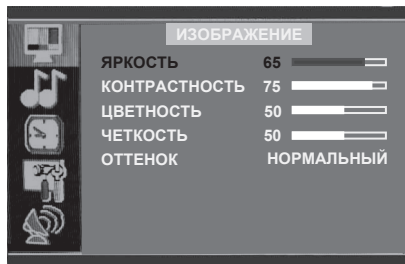 ИЗОБРАЖЕНИЕ
ЯРКОСТЬ 65
КОНТРАСТНОСТЬ 75
ЦВЕТНОСТЬ 50
ЧЕТКОСТЬ 50
ОТТЕНОК НОРМАЛЬНЫЙ